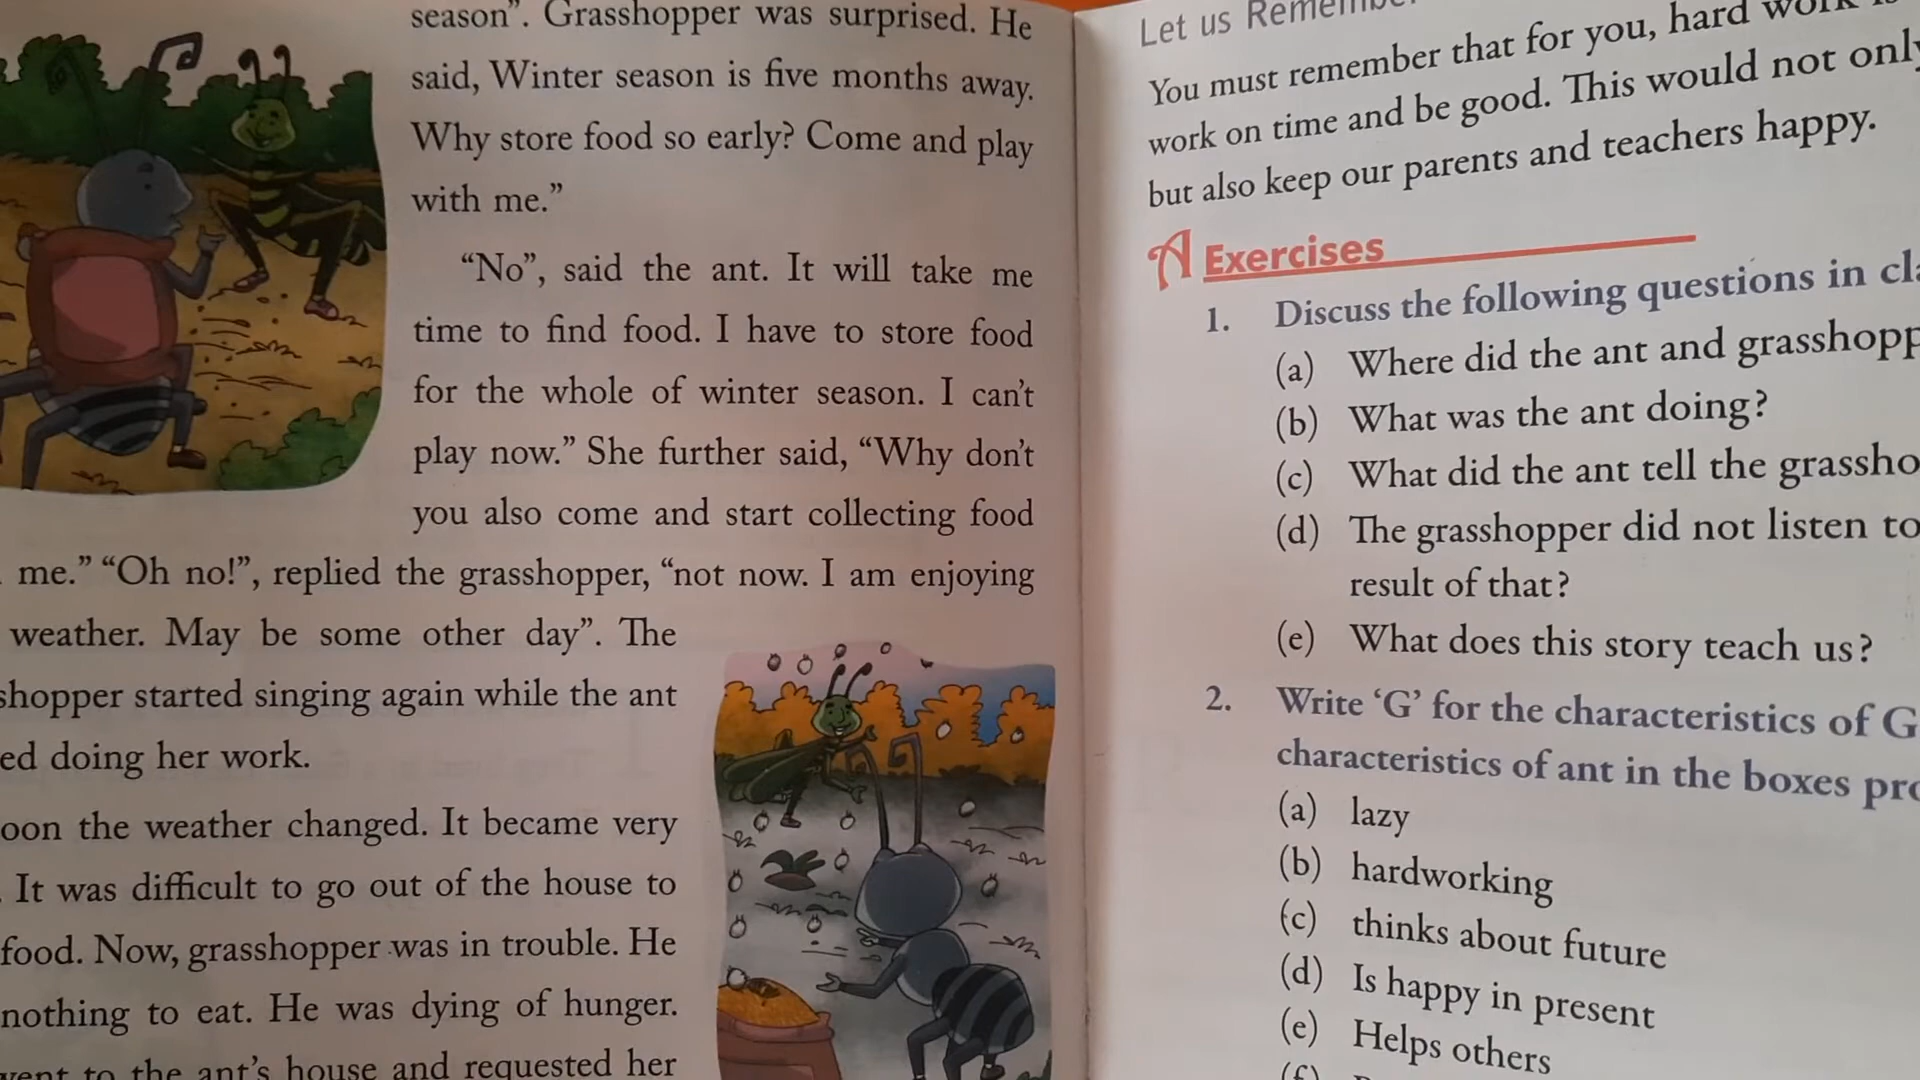 season”. Grasshopper was surprised. He
said, Winter season is five months away.
Why store food so early? Come and play
with me.”
“No”, said the ant. It will take me
time to find food. I have to store food
for the whole of winter season. I can’t
play now.” She further said, “Why don’t
you also come and start collecting food
me.” “Oh no!”, replied the grasshopper, “not now. I am enjoying
weather. May be some other day”. The
started singing again while the ant
doing her work.
the weather changed. It became very
It was difficult to go out of the house to
food. Now, grasshopper was in trouble. He
nothing to eat. He was dying of hunger.
to the ant’s house and requested her
Let us
You must remember that for you, hard work
work on time and be good. This would not only
but also keep our parents and teachers happy.
A Exercises
1. Discuss the following questions in
(a) Where did the ant and
(b) What was the ant doing?
(c) What did the ant tell the
(d) The grasshopper did not listen to
result of that?
(e) What does this story teach us?
2. Write ‘G’ for the characteristics of G
characteristics of ant in the boxes
(a) lazy
(b) hardworking
(c) thinks about future
(d) Is happy in present
(e) Helps others